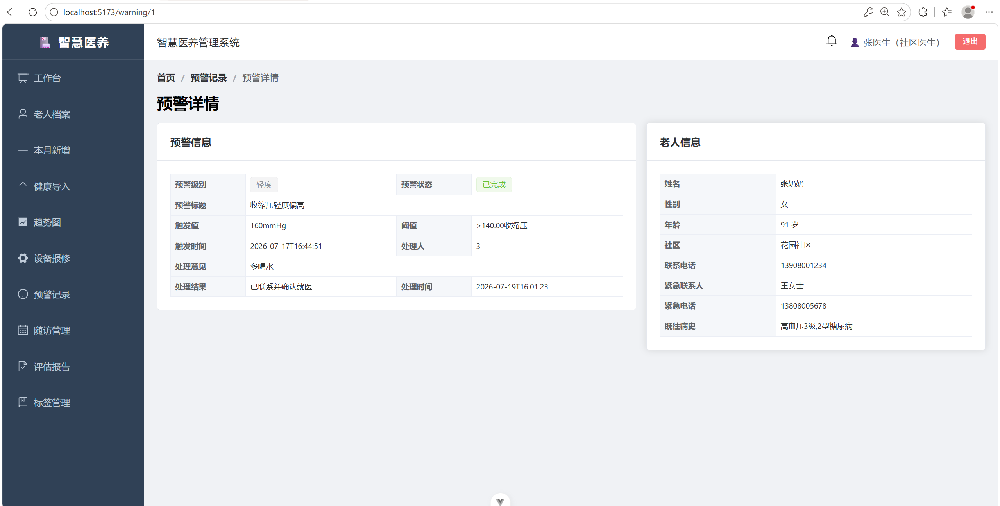 localhost:5173/warning/1
智慧医养
智慧医养管理系统
张医生（社区医生）
退出
工作台
老人档案
本月新增
健康导入
趋势图
设备报修
预警记录
随访管理
评估报告
标签管理
首页 / 预警记录 / 预警详情
预警详情
预警信息
预警级别 轻度 预警状态 已完成
预警标题 收缩压轻度偏高
触发值 160mmHg 阈值 >140.00收缩压
触发时间 2026-07-17T16:44:51 处理人 3
处理意见 多喝水
处理结果 已联系并确认就医 处理时间 2026-07-19T16:01:23
老人信息
姓名 张奶奶
性别 女
年龄 91 岁
社区 花园社区
联系电话 13908001234
紧急联系人 王女士
紧急电话 13808005678
既往病史 高血压3级,2型糖尿病